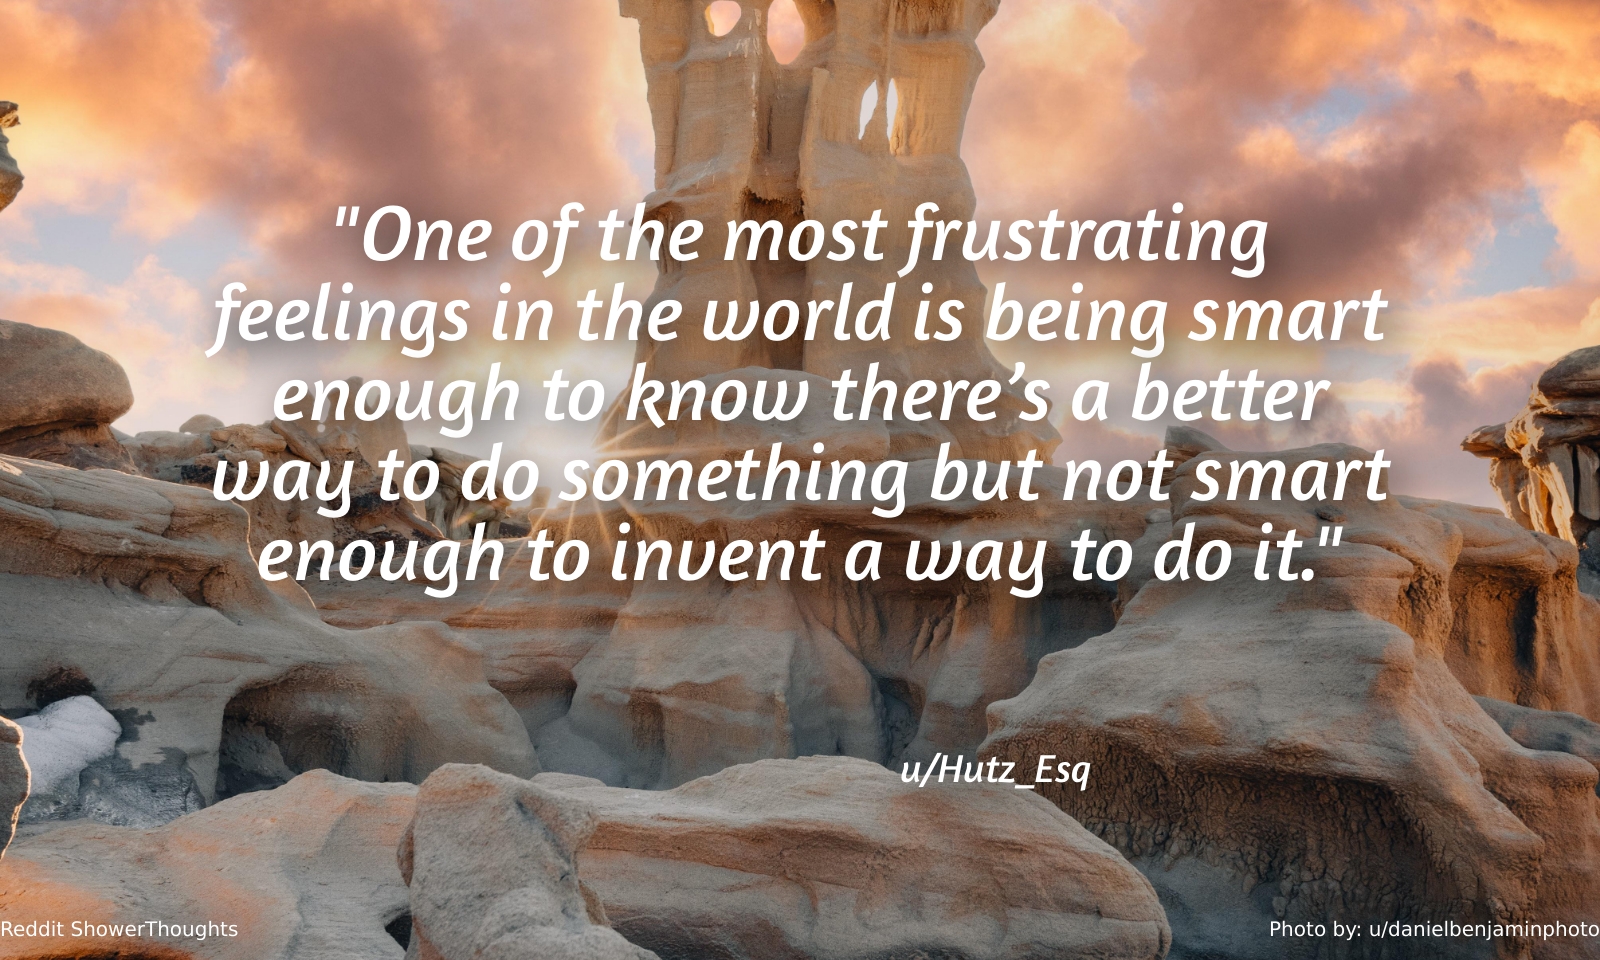 "One of the most frustrating
feelings in the world is being smart
enough to know there’s a better
way to do something but not smart
enough to invent a way to do it."
u/Hutz_Esq
Reddit ShowerThoughts
Photo by: u/danielbenjaminphoto